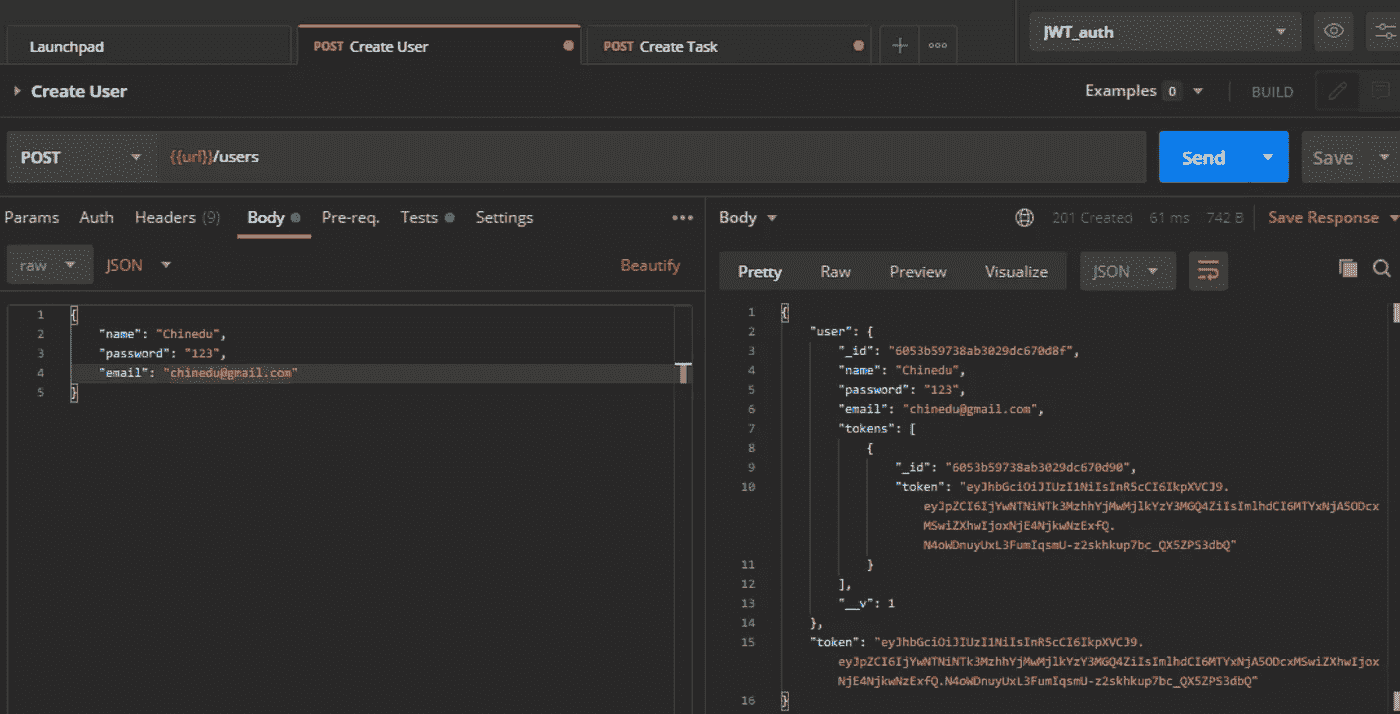 Launchpad
POST Create User
POST Create Task
JWT_auth
Create User
Examples 0
BUILD
POST
{{url}}/users
Send
Save
Params Auth Headers (9) Body Pre-req. Tests Settings
Body
201 Created 61 ms 742 B Save Response
raw JSON Beautify
Pretty Raw Preview Visualize JSON
1 {
2 "name": "Chinedu",
3 "password": "123",
4 "email": "chinedu@gmail.com"
5 }
1 {
2 "user": {
3 "_id": "6053b59738ab3029dc670d8f",
4 "name": "Chinedu",
5 "password": "123",
6 "email": "chinedu@gmail.com",
7 "tokens": [
8 {
9 "_id": "6053b59738ab3029dc670d90",
10 "token": "eyJhbGciOiJIUzI1NiIsInR5cCI6IkpXVCJ9.
eyJpZCI6IjYwNTNiNTk3MzhhYjMwMjlkYzY3MGQ4ZiIsImlhdCI6MTYxNjA5ODcx
MSwiZXhwIjoxNjE4NjkwNzExfQ.
N4oWDnuyUxL3FumIqsmU-z2skhkup7bc_QX5ZPS3dbQ"
11 }
12 ],
13 "__v": 1
14 },
15 "token": "eyJhbGciOiJIUzI1NiIsInR5cCI6IkpXVCJ9.
eyJpZCI6IjYwNTNiNTk3MzhhYjMwMjlkYzY3MGQ4ZiIsImlhdCI6MTYxNjA5ODcxMSwiZXhwIjox
NjE4NjkwNzExfQ.N4oWDnuyUxL3FumIqsmU-z2skhkup7bc_QX5ZPS3dbQ"
16 }